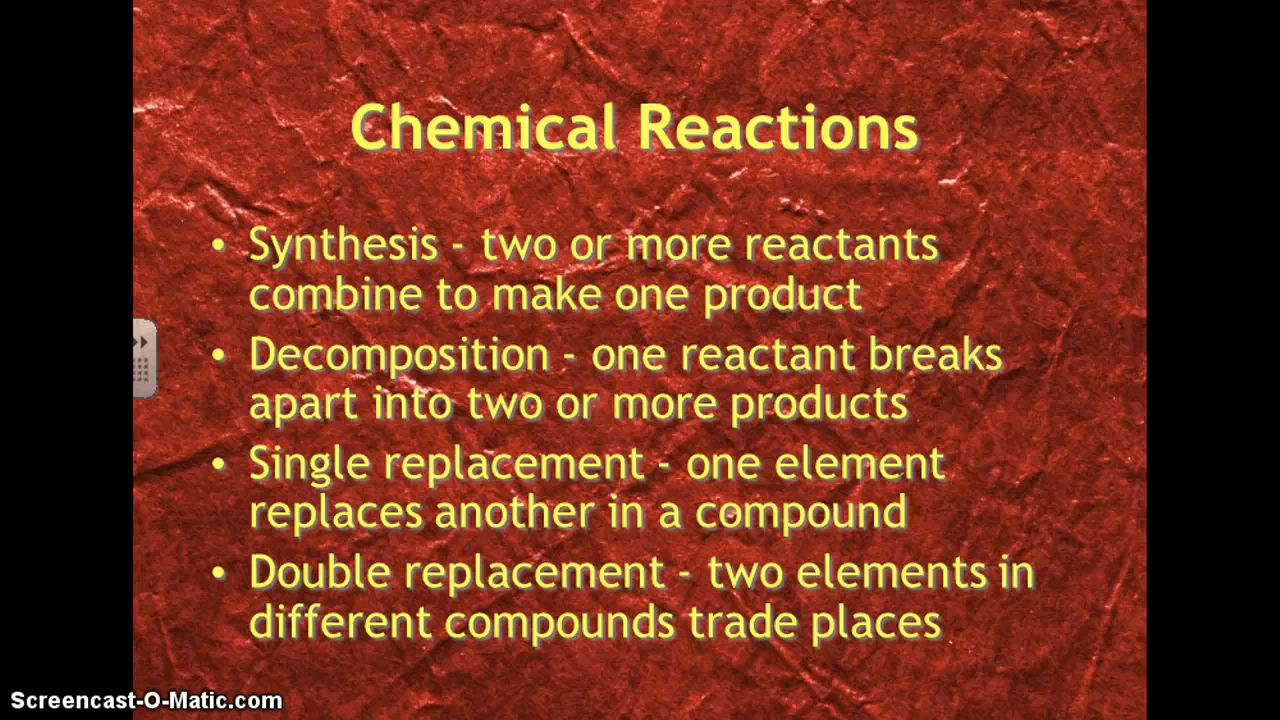 Chemical Reactions
• Synthesis - two or more reactants
combine to make one product
• Decomposition - one reactant breaks
apart into two or more products
• Single replacement - one element
replaces another in a compound
• Double replacement - two elements in
different compounds trade places
Screencast-O-Matic.com